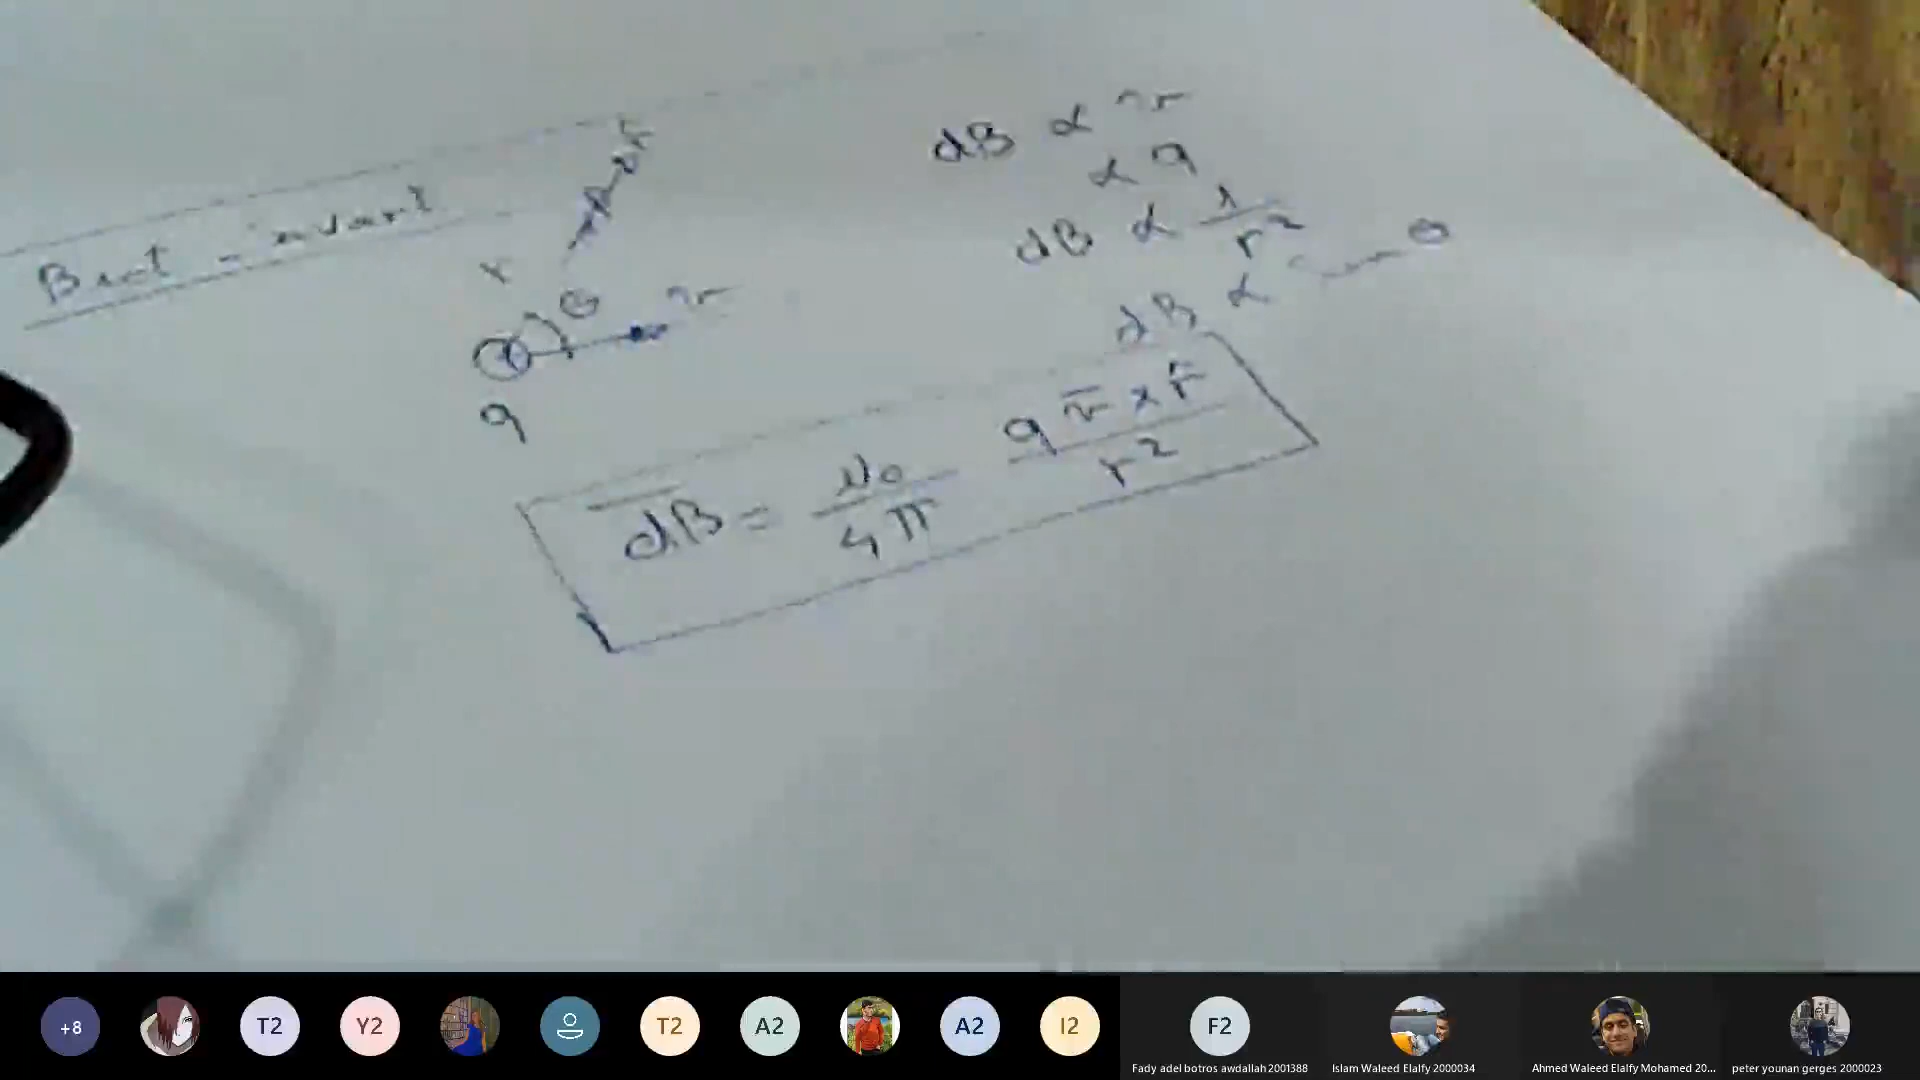 dB α v
α q
dB α 1/r²
Biot - savart
r
θ
v
dB α Sin θ
q
dB = μ₀/4π q v̄ × r̂/r²
+8
T2
Y2
T2
A2
A2
I2
F2
Fady adel botros awdallah 2001388
Islam Waleed Elalfy 2000034
Ahmed Waleed Elalfy Mohamed 20...
peter younan gerges 2000023